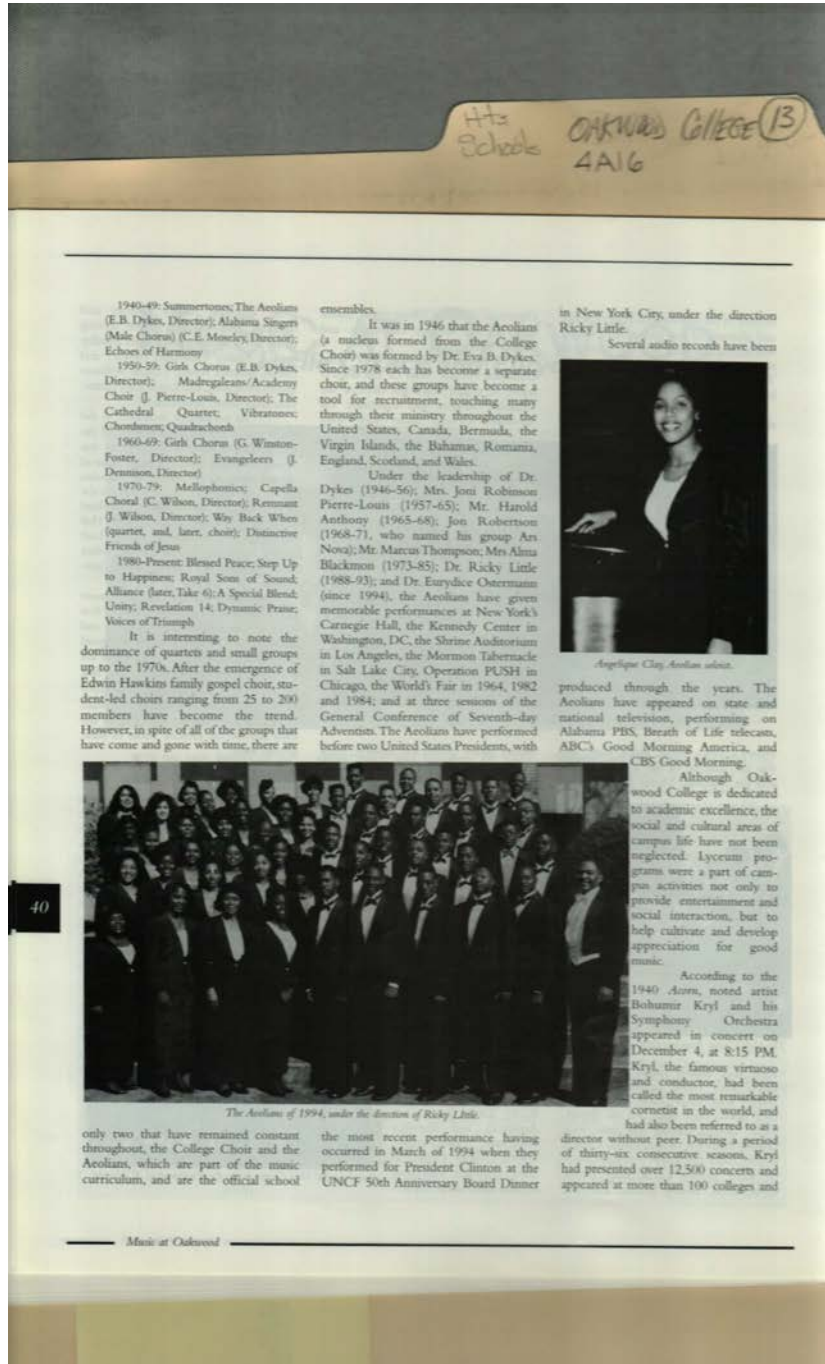 Hts
Schools
OAKWOOD COLLEGE 13
4A16
1940-49: Summertones; The Aeolians
(E.B. Dykes, Director); Alabama Singers
(Male Chorus) (C.E. Moseley, Director);
Echoes of Harmony
1950-59: Girls Chorus (E.B. Dykes,
Director); Madregaleans/Academy
Choir (J. Pierre-Louis, Director); The
Cathedral Quartet; Vibratones;
Chordsmen; Quadrachords
1960-69: Girls Chorus (G. Winston-
Foster, Director); Evangeleers (J.
Dennison, Director)
1970-79: Mellophonics; Capella
Choral (C. Wilson, Director); Remnant
(J. Wilson, Director); Way Back When
(quartet, and, later, choir); Distinctive
Friends of Jesus
1980-Present: Blessed Peace; Step Up
to Happiness; Royal Sons of Sound;
Alliance (later, Take 6); A Special Blend;
Unity; Revelation 14; Dynamic Praise;
Voices of Triumph
It is interesting to note the
dominance of quartets and small groups
up to the 1970s. After the emergence of
Edwin Hawkins family gospel choir, stu-
dent-led choirs ranging from 25 to 200
members have become the trend.
However, in spite of all of the groups that
have come and gone with time, there are
only two that have remained constant
throughout, the College Choir and the
Aeolians, which are part of the music
curriculum, and are the official school
ensembles.
It was in 1946 that the Aeolians
(a nucleus formed from the College
Choir) was formed by Dr. Eva B. Dykes.
Since 1978 each has become a separate
choir, and these groups have become a
tool for recruitment, touching many
through their ministry throughout the
United States, Canada, Bermuda, the
Virgin Islands, the Bahamas, Romania,
England, Scotland, and Wales.
Under the leadership of Dr.
Dykes (1946-56); Mrs. Joni Robinson
Pierre-Louis (1957-65); Mr. Harold
Anthony (1965-68); Jon Robertson
(1968-71, who named his group Ars
Nova); Mr. Marcus Thompson; Mrs Alma
Blackmon (1973-85); Dr. Ricky Little
(1988-93); and Dr. Eurydice Ostermann
(since 1994), the Aeolians have given
memorable performances at New York's
Carnegie Hall, the Kennedy Center in
Washington, DC, the Shrine Auditorium
in Los Angeles, the Mormon Tabernacle
in Salt Lake City, Operation PUSH in
Chicago, the World's Fair in 1964, 1982
and 1984; and at three sessions of the
General Conference of Seventh-day
Adventists. The Aeolians have performed
before two United States Presidents, with
the most recent performance having
occurred in March of 1994 when they
performed for President Clinton at the
UNCF 50th Anniversary Board Dinner
in New York City, under the direction
Ricky Little.
Several audio records have been
Angelique Clay, Aeolian soloist.
produced through the years. The
Aeolians have appeared on state and
national television, performing on
Alabama PBS, Breath of Life telecasts,
ABC's Good Morning America, and
CBS Good Morning.
Although Oak-
wood College is dedicated
to academic excellence, the
social and cultural areas of
campus life have not been
neglected. Lyceum pro-
grams were a part of cam-
pus activities not only to
provide entertainment and
social interaction, but to
help cultivate and develop
appreciation for good
music.
According to the
1940 Acorn, noted artist
Bohumir Kryl and his
Symphony Orchestra
appeared in concert on
December 4, at 8:15 PM.
Kryl, the famous virtuoso
and conductor, had been
called the most remarkable
cornetist in the world, and
had also been referred to as a
director without peer. During a period
of thirty-six consecutive seasons, Kryl
had presented over 12,500 concerts and
appeared at more than 100 colleges and
40
The Aeolians of 1994, under the direction of Ricky LIttle.
Music at Oakwood